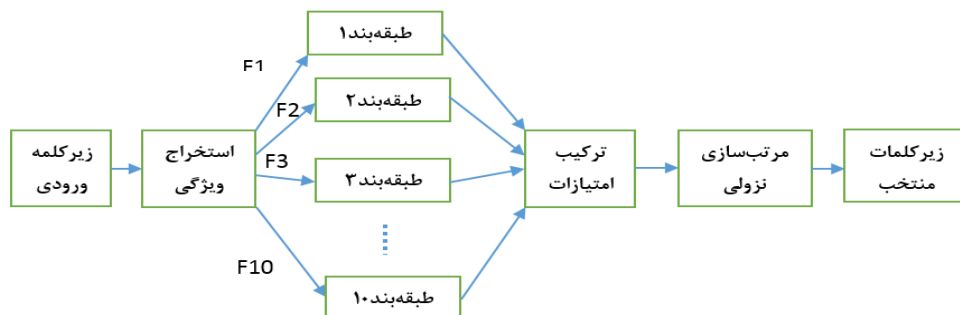 زیرکلمه
ورودی
استخراج
ویژگی
F1
F2
F3
F10
طبقه‌بند۱
طبقه‌بند۲
طبقه‌بند۳
طبقه‌بند۱۰
ترکیب
امتیازات
مرتب‌سازی
نزولی
زیرکلمات
منتخب